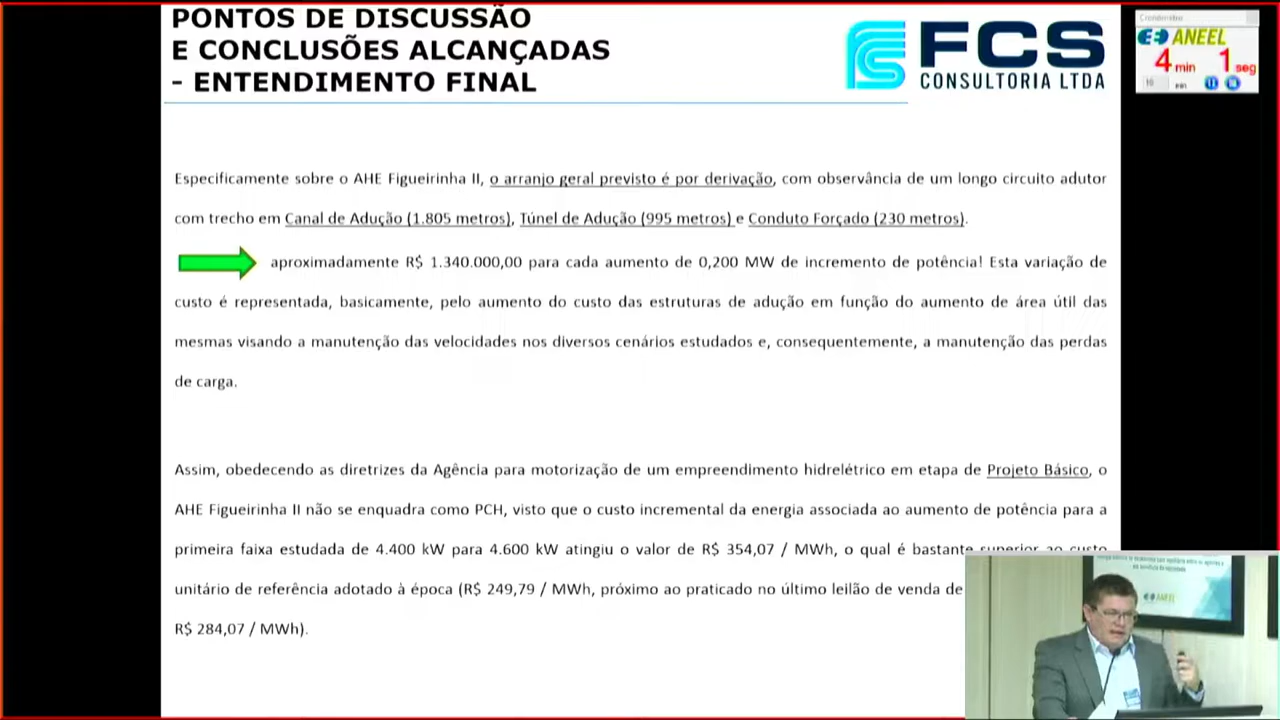 PONTOS DE DISCUSSÃO
E CONCLUSÕES ALCANÇADAS
- ENTENDIMENTO FINAL
FCS
CONSULTORIA LTDA
Cronômetro
ANEEL
4 min 1 seg
10 min
Especificamente sobre o AHE Figueirinha II, o arranjo geral previsto é por derivação, com observância de um longo circuito adutor
com trecho em Canal de Adução (1.805 metros), Túnel de Adução (995 metros) e Conduto Forçado (230 metros).
aproximadamente R$ 1.340.000,00 para cada aumento de 0,200 MW de incremento de potência! Esta variação de
custo é representada, basicamente, pelo aumento do custo das estruturas de adução em função do aumento de área útil das
mesmas visando a manutenção das velocidades nos diversos cenários estudados e, consequentemente, a manutenção das perdas
de carga.
Assim, obedecendo as diretrizes da Agência para motorização de um empreendimento hidrelétrico em etapa de Projeto Básico, o
AHE Figueirinha II não se enquadra como PCH, visto que o custo incremental da energia associada ao aumento de potência para a
primeira faixa estudada de 4.400 kW para 4.600 kW atingiu o valor de R$ 354,07 / MWh, o qual é bastante superior ao custo
unitário de referência adotado à época (R$ 249,79 / MWh, próximo ao praticado no último leilão de venda de
R$ 284,07 / MWh).
ANEEL